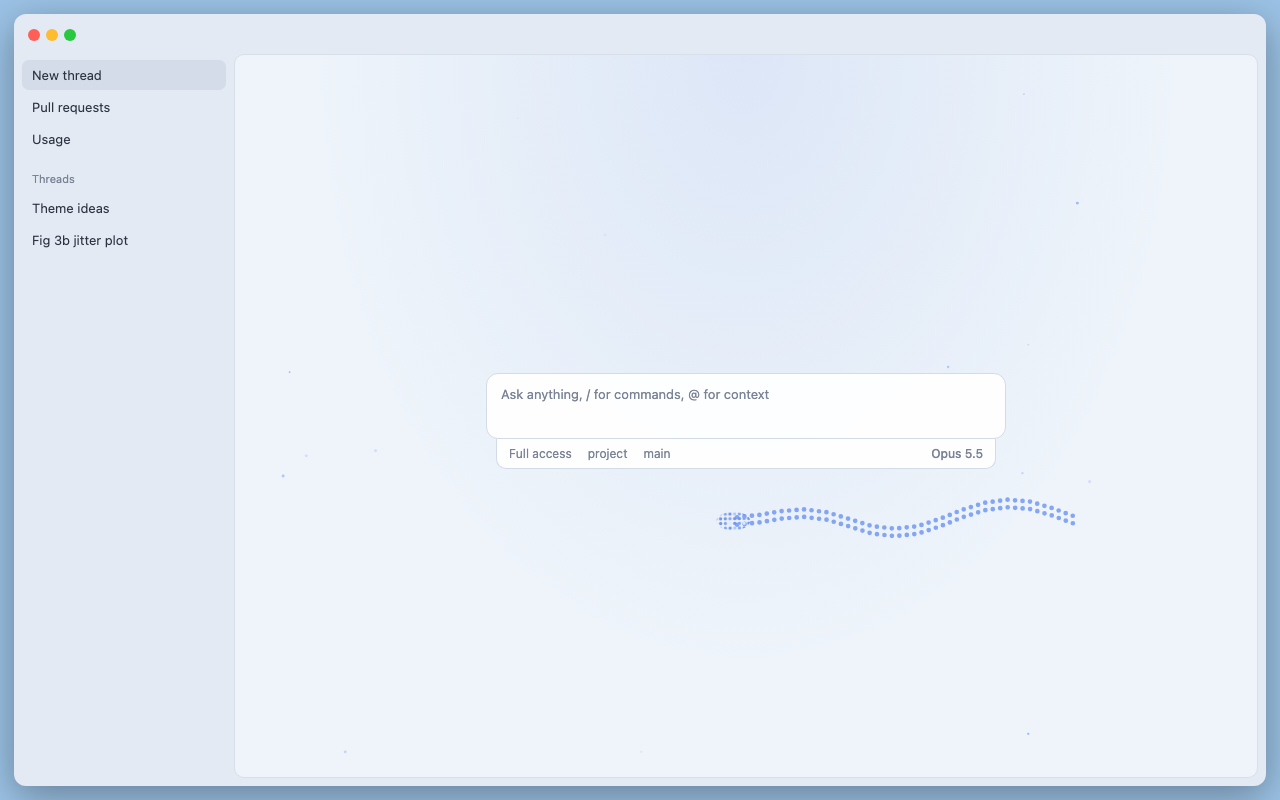 New thread
Pull requests
Usage
Threads
Theme ideas
Fig 3b jitter plot
Ask anything, / for commands, @ for context
Full access project main Opus 5.5